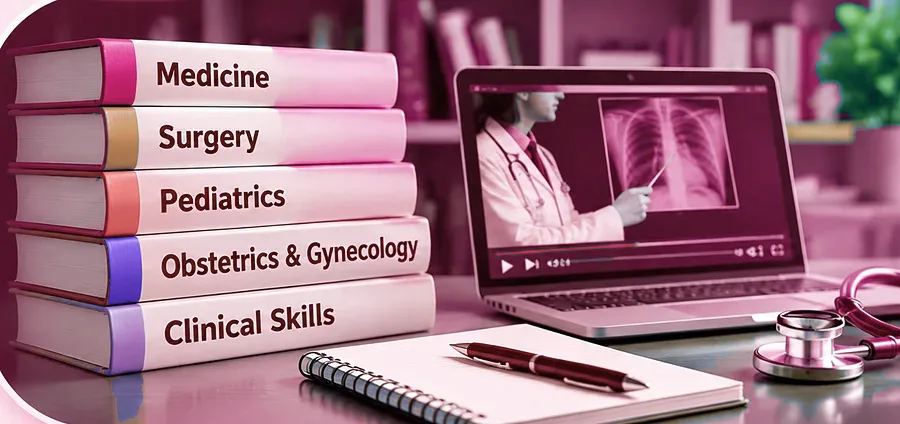 Medicine
Surgery
Pediatrics
Obstetrics & Gynecology
Clinical Skills